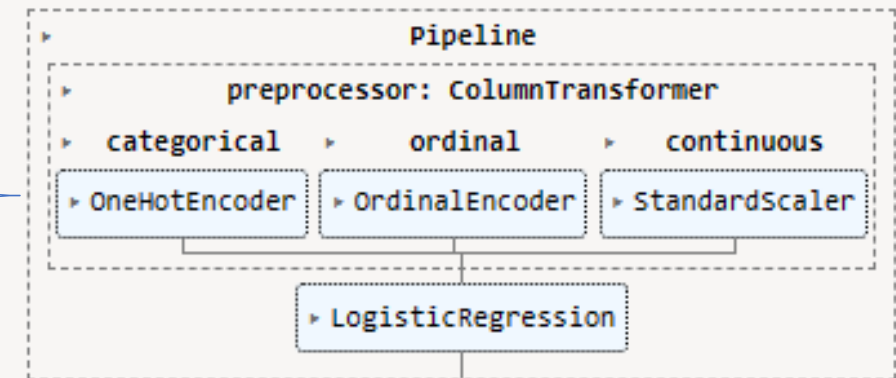 Pipeline
preprocessor: ColumnTransformer
categorical ordinal continuous
OneHotEncoder OrdinalEncoder StandardScaler
LogisticRegression